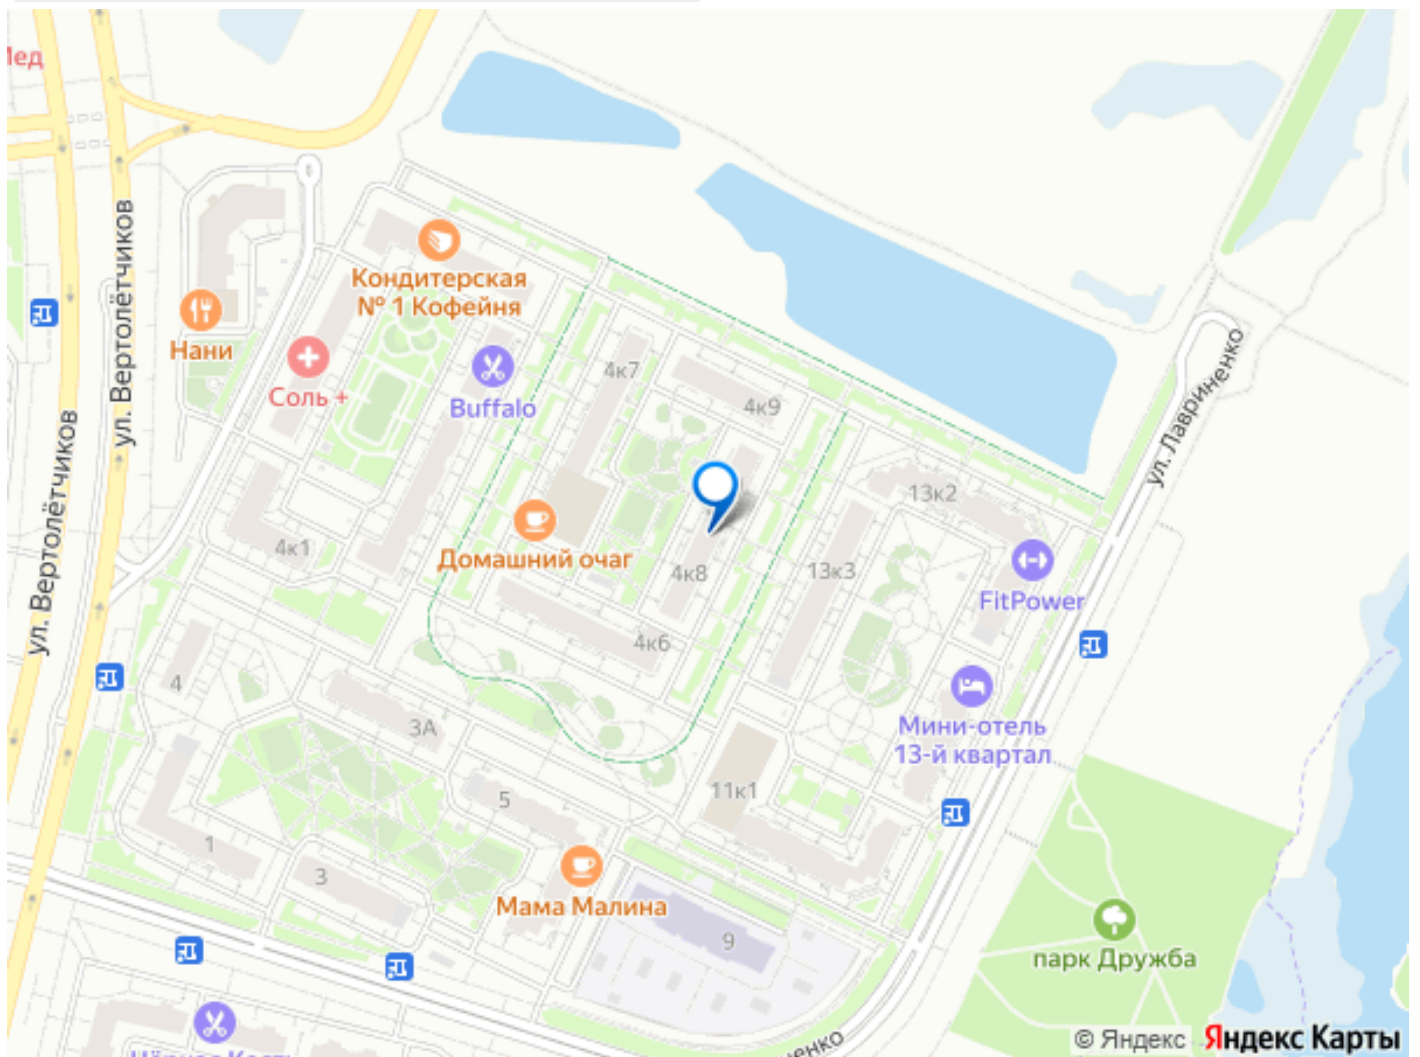 Мед
ул. Вертолётчиков
ул. Вертолётчиков
Кондитерская
№ 1 Кофейня
Нани
Соль +
Buffalo
4к7
4к9
ул. Лавриненко
13к2
Домашний очаг
4к1
4к8
13к3
FitPower
4к6
4
3А
Мини-отель
13-й квартал
11к1
5
1
3
Мама Малина
9
парк Дружба
© Яндекс Яндекс Карты